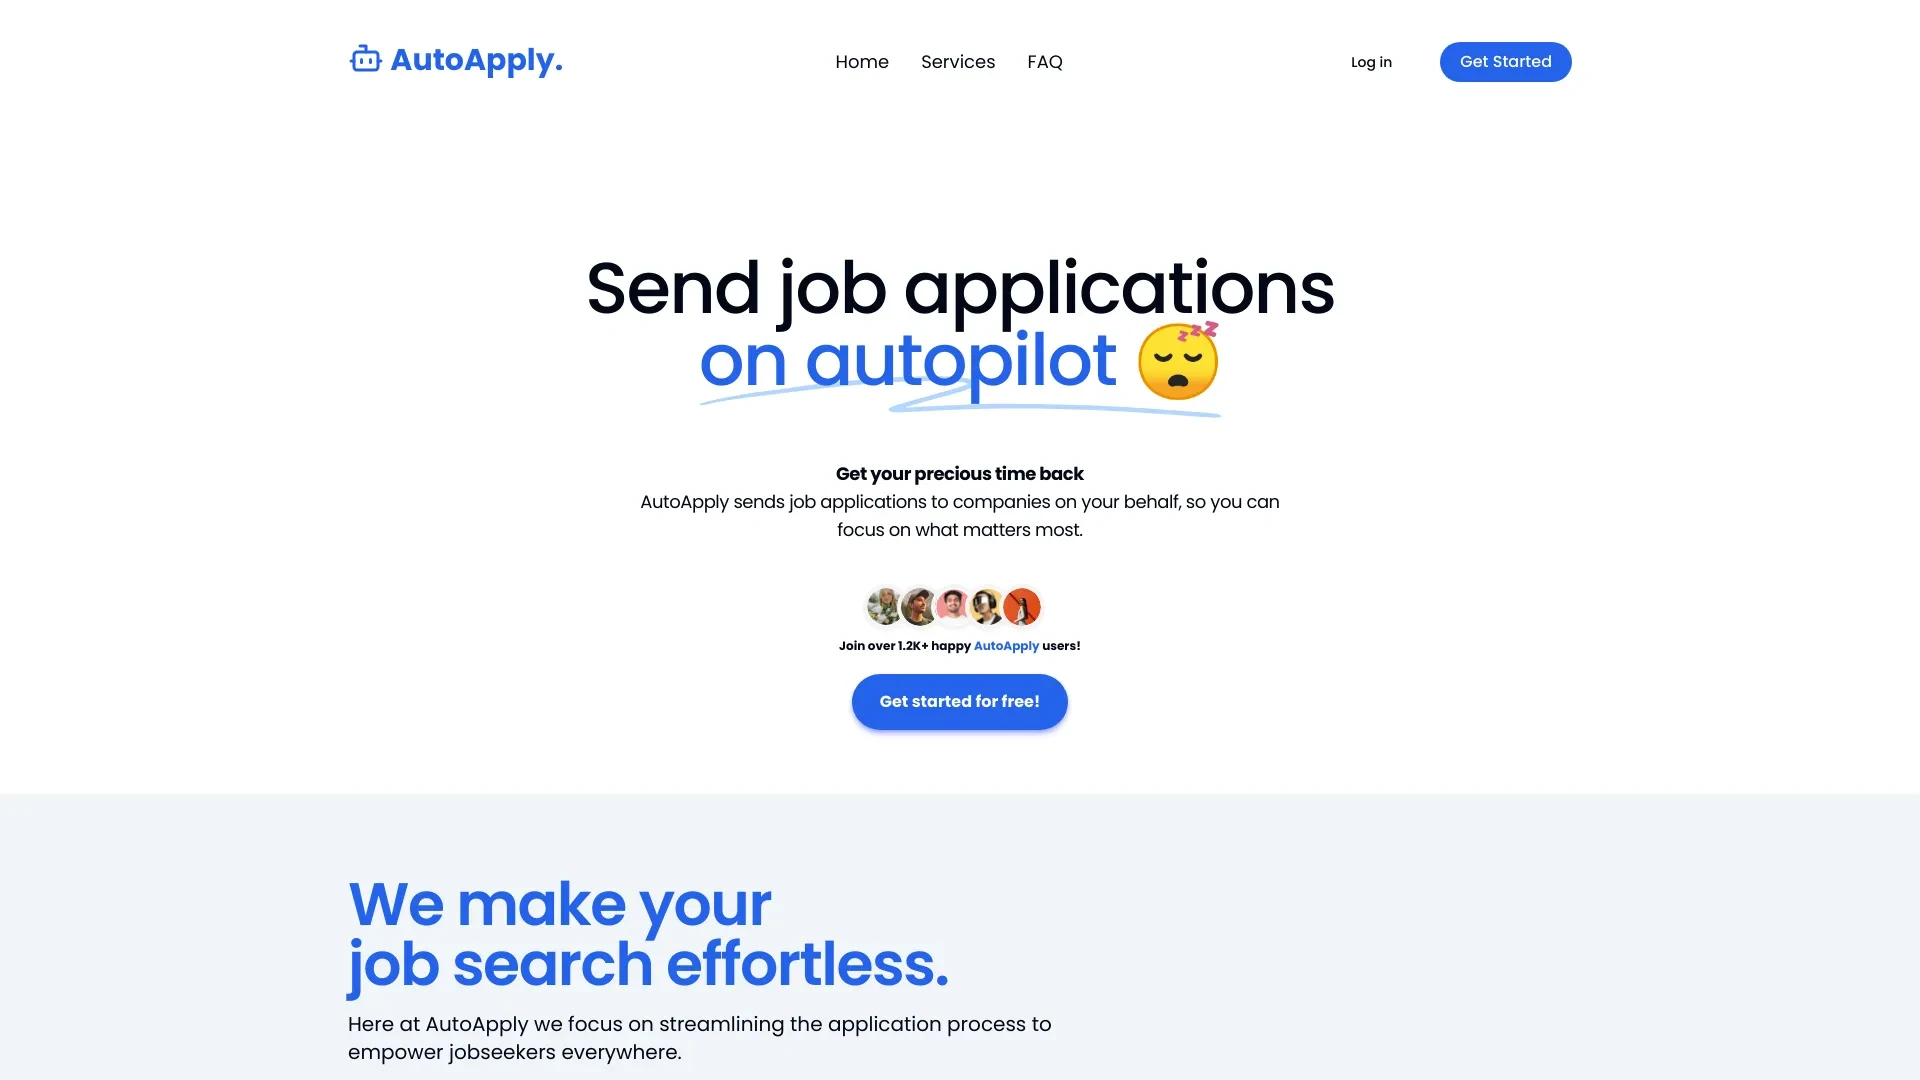 AutoApply.
Home Services FAQ
Log in
Get Started
Send job applications
on autopilot 😴
Get your precious time back
AutoApply sends job applications to companies on your behalf, so you can
focus on what matters most.
Join over 1.2K+ happy AutoApply users!
Get started for free!
We make your
job search effortless.
Here at AutoApply we focus on streamlining the application process to
empower jobseekers everywhere.